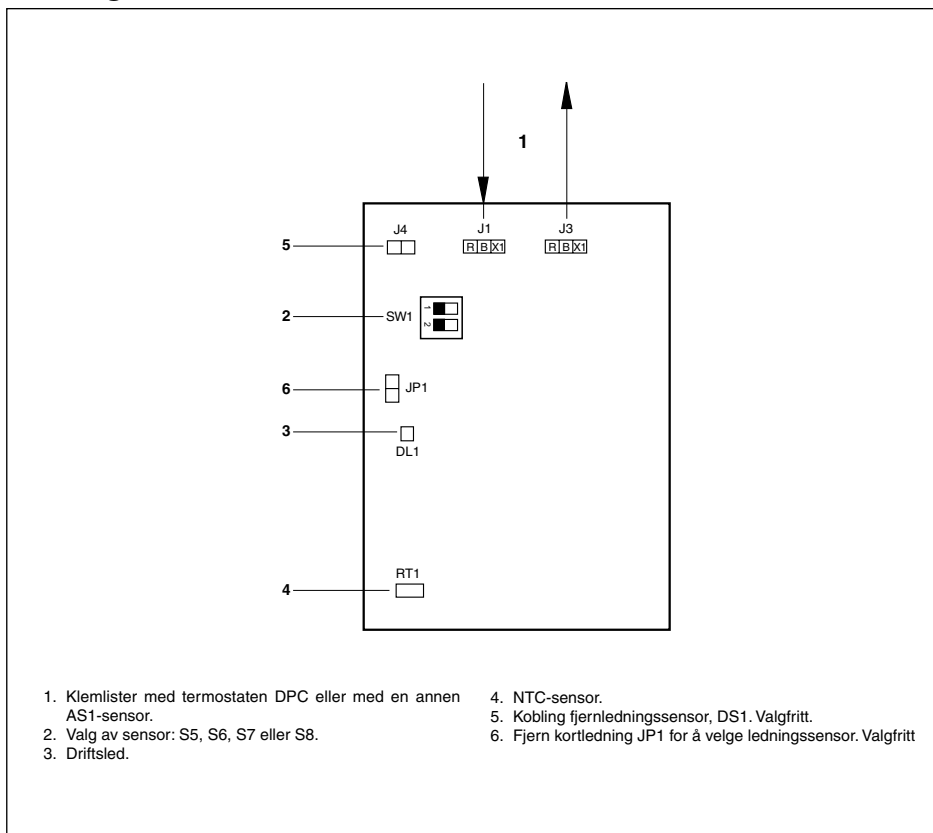 1
J4
J1
J3
5
R B X1
R B X1
2
SW1
1
2
6
JP1
3
DL1
RT1
4
1. Klemlister med termostaten DPC eller med en annen
AS1-sensor.
2. Valg av sensor: S5, S6, S7 eller S8.
3. Driftsled.
4. NTC-sensor.
5. Kobling fjernledningssensor, DS1. Valgfritt.
6. Fjern kortledning JP1 for å velge ledningssensor. Valgfritt